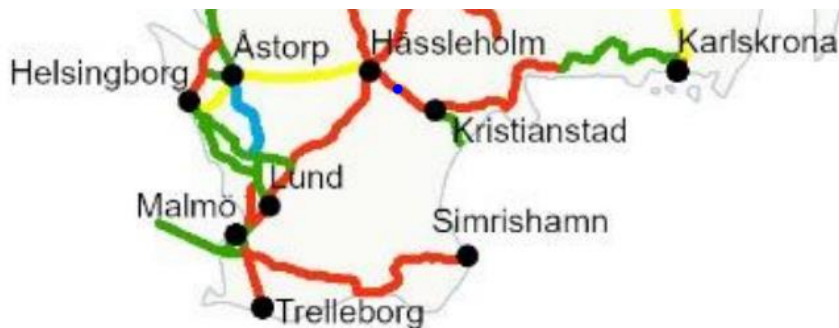 Åstorp
Hässleholm
Karlskrona
Helsingborg
Kristianstad
Lund
Malmö
Simrishamn
Trelleborg